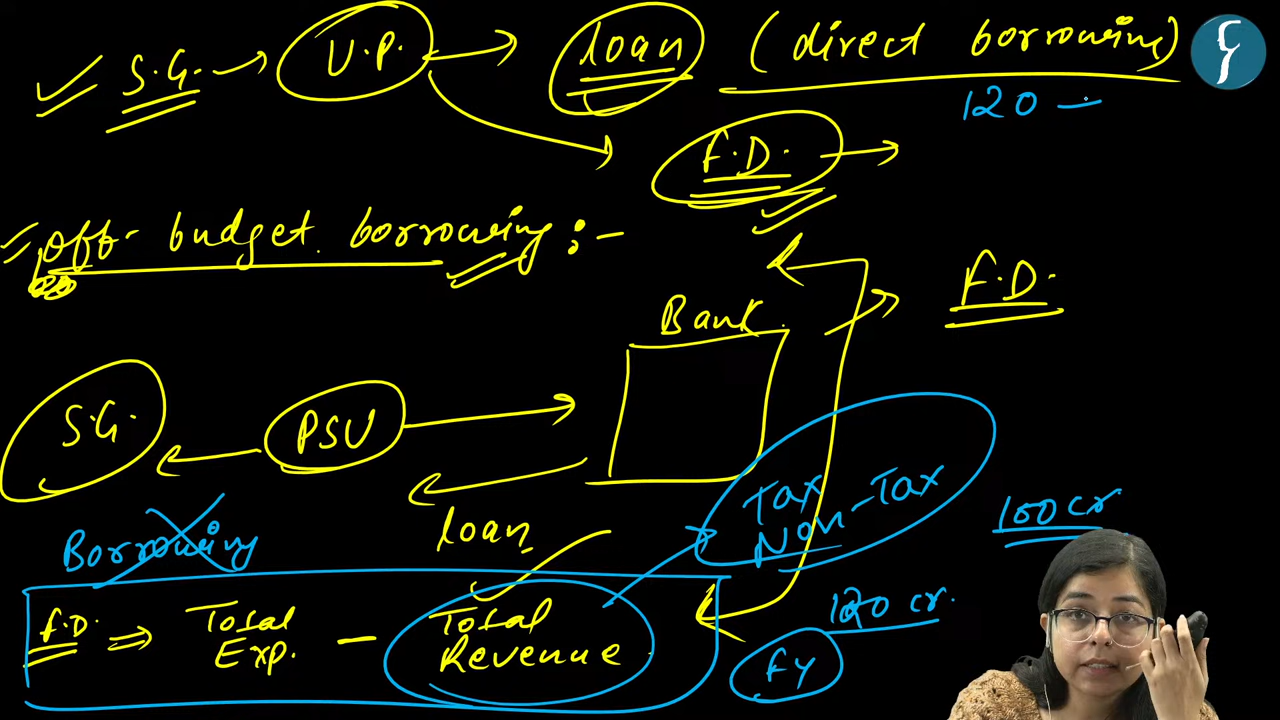 S.G. → U.P. → loan (direct borrowing)
120 -
F.D. →
off-budget borrowing :-
F.D.
Bank
S.G. ← PSU →
Tax
Non-Tax
100 cr
loan
Borrowing
120 cr.
F.D. ⇒ Total Exp. - Total Revenue
FY